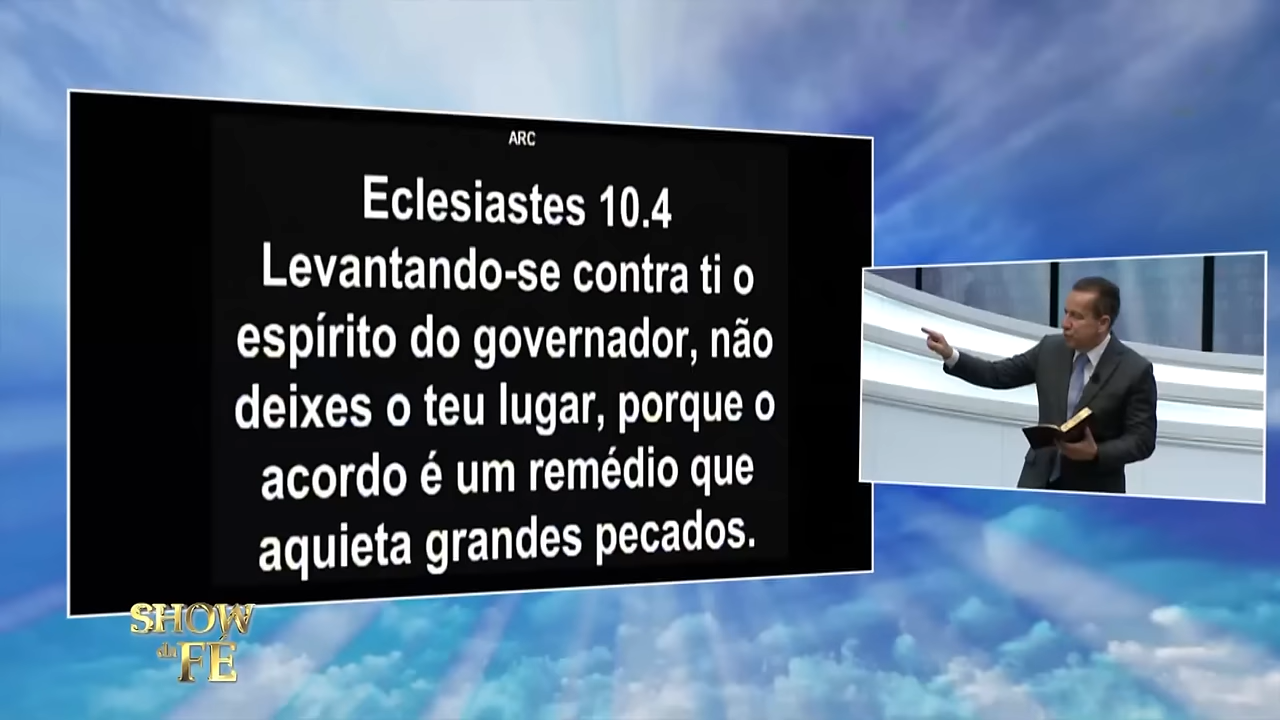 ARC
Eclesiastes 10.4
Levantando-se contra ti o
espírito do governador, não
deixes o teu lugar, porque o
acordo é um remédio que
aquieta grandes pecados.
SHOW
da FÉ